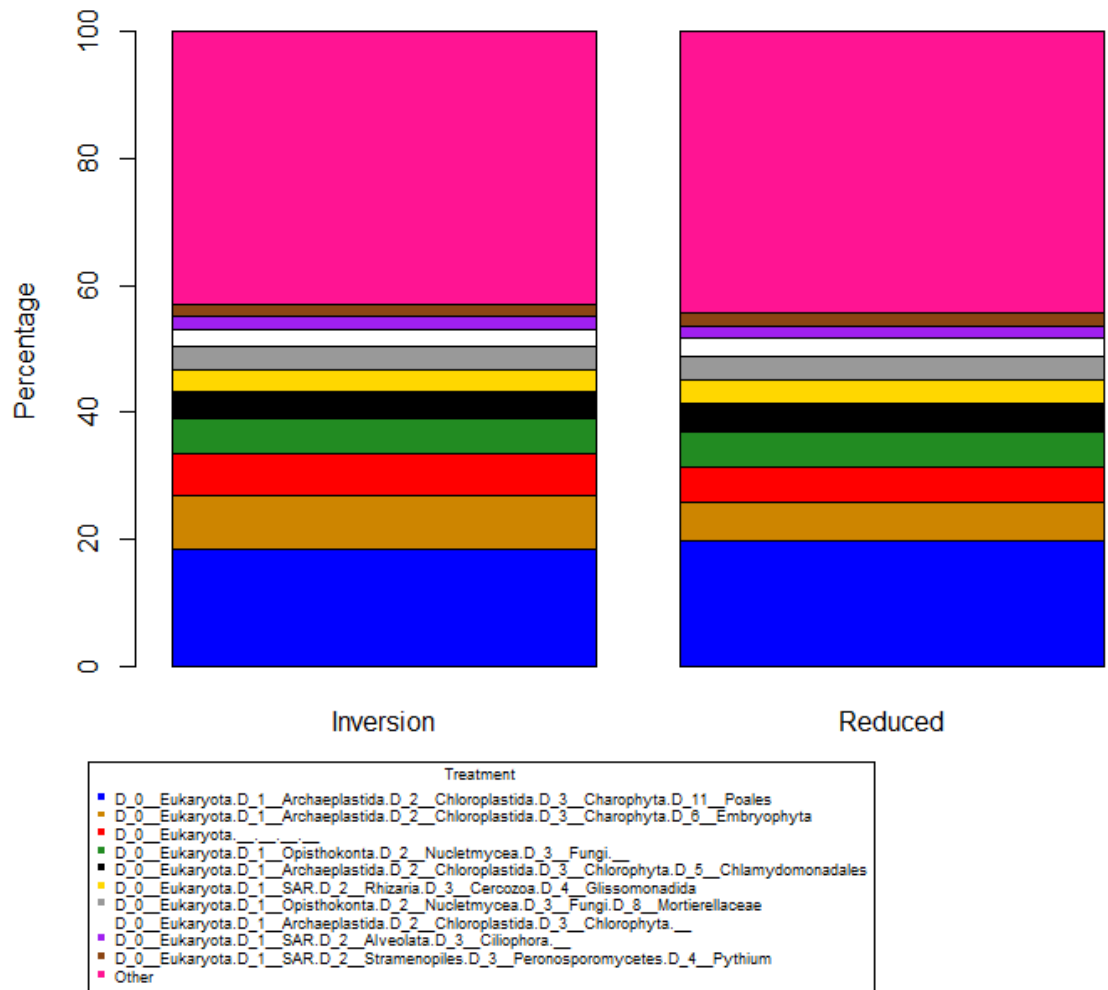 100
80
60
40
20
0
Percentage
Inversion
Reduced
Treatment
D_0__Eukaryota.D_1__Archaeplastida.D_2__Chloroplastida.D_3__Charophyta.D_11__Poales
D_0__Eukaryota.D_1__Archaeplastida.D_2__Chloroplastida.D_3__Charophyta.D_6__Embryophyta
D_0__Eukaryota.__.__.__.__
D_0__Eukaryota.D_1__Opisthokonta.D_2__Nucletmycea.D_3__Fungi.__
D_0__Eukaryota.D_1__Archaeplastida.D_2__Chloroplastida.D_3__Chlorophyta.D_5__Chlamydomonadales
D_0__Eukaryota.D_1__SAR.D_2__Rhizaria.D_3__Cercozoa.D_4__Glissomonadida
D_0__Eukaryota.D_1__Opisthokonta.D_2__Nucletmycea.D_3__Fungi.D_8__Mortierellaceae
D_0__Eukaryota.D_1__Archaeplastida.D_2__Chloroplastida.D_3__Chlorophyta.__
D_0__Eukaryota.D_1__SAR.D_2__Alveolata.D_3__Ciliophora.__
D_0__Eukaryota.D_1__SAR.D_2__Stramenopiles.D_3__Peronosporomycetes.D_4__Pythium
Other